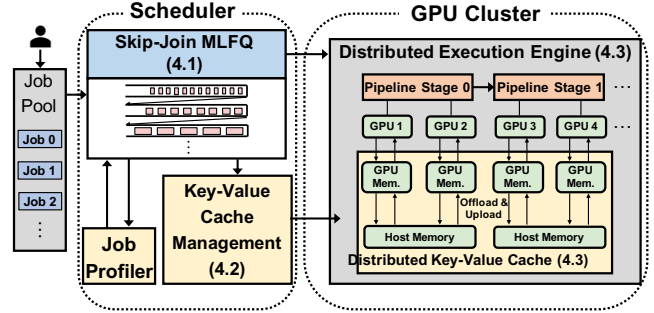 Scheduler
GPU Cluster
Job
Pool
Job 0
Job 1
Job 2
Skip-Join MLFQ
(4.1)
Job
Profiler
Key-Value
Cache
Management
(4.2)
Distributed Execution Engine (4.3)
Pipeline Stage 0
Pipeline Stage 1
GPU 1
GPU 2
GPU 3
GPU 4
GPU
Mem.
GPU
Mem.
GPU
Mem.
GPU
Mem.
Offload &
Upload
Host Memory
Host Memory
Distributed Key-Value Cache (4.3)